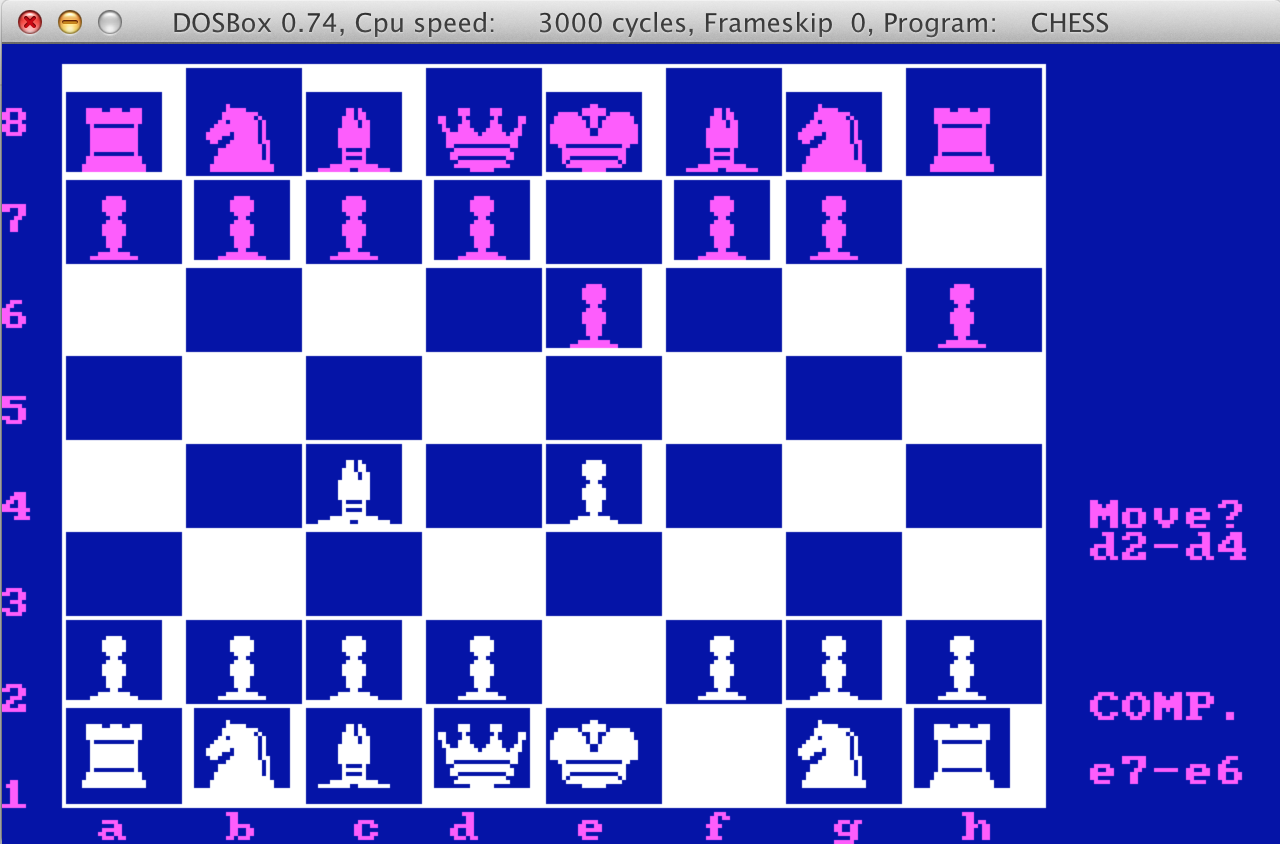 DOSBox 0.74, Cpu speed: 3000 cycles, Frameskip 0, Program: CHESS
8
7
6
5
4
3
2
1
a b c d e f g h
Move?
d2-d4
COMP.
e7-e6